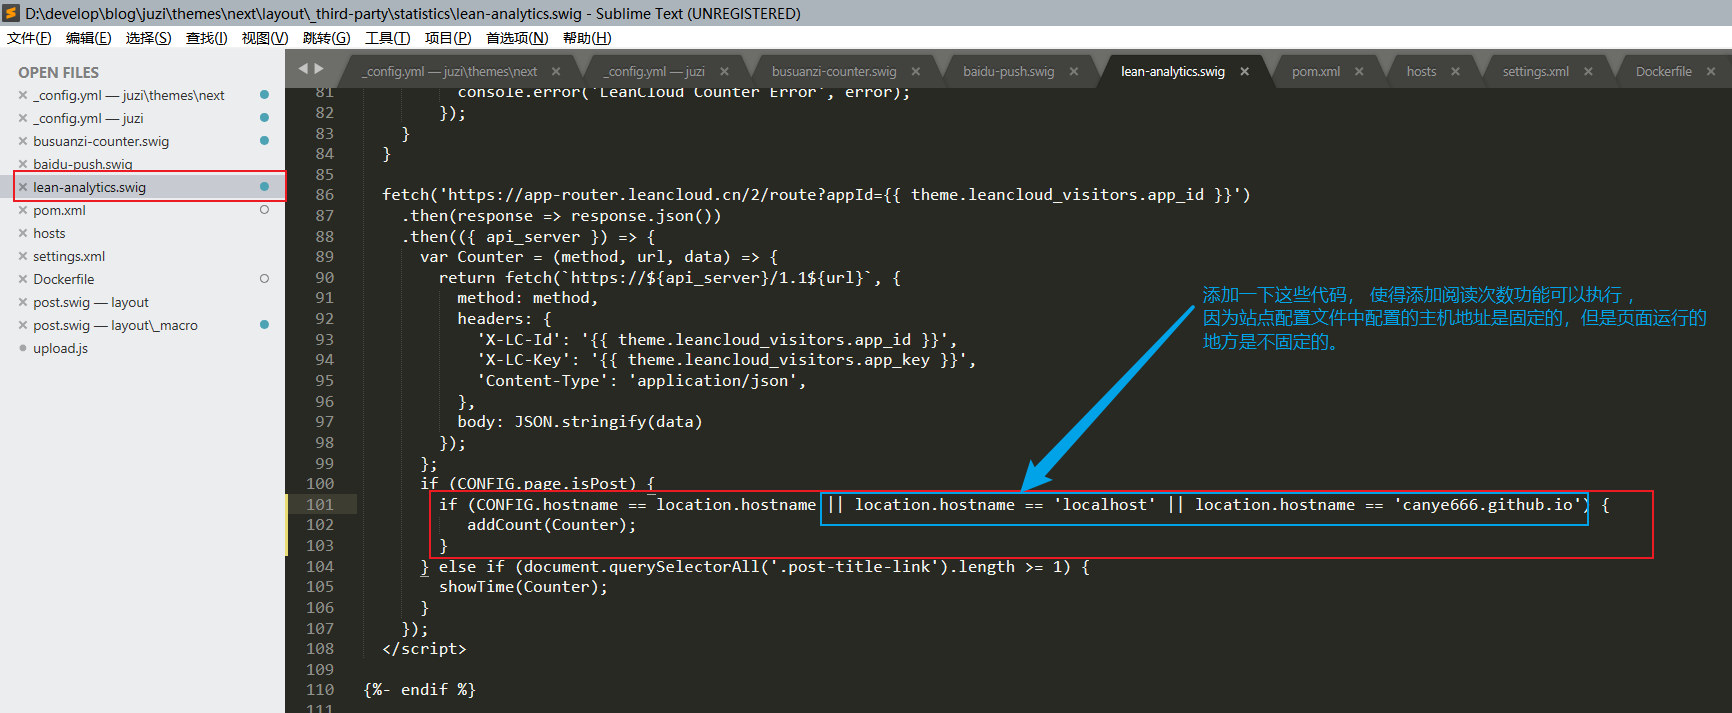 D:\develop\blog\juzi\themes\next\layout\_third-party\statistics\lean-analytics.swig - Sublime Text (UNREGISTERED)
文件(F) 编辑(E) 选择(S) 查找(I) 视图(V) 跳转(G) 工具(T) 项目(P) 首选项(N) 帮助(H)
OPEN FILES
_config.yml — juzi\themes\next
_config.yml — juzi
busuanzi-counter.swig
baidu-push.swig
lean-analytics.swig
pom.xml
hosts
settings.xml
Dockerfile
post.swig — layout
post.swig — layout\_macro
upload.js
_config.yml — juzi\themes\next _config.yml — juzi busuanzi-counter.swig baidu-push.swig lean-analytics.swig pom.xml hosts settings.xml Dockerfile
81 console.error('LeanCloud Counter Error', error);
82 });
83 }
84 }
85
86 fetch('https://app-router.leancloud.cn/2/route?appId={{ theme.leancloud_visitors.app_id }}')
87 .then(response => response.json())
88 .then(({ api_server }) => {
89 var Counter = (method, url, data) => {
90 return fetch(`https://${api_server}/1.1${url}`, {
91 method: method,
92 headers: {
93 'X-LC-Id': '{{ theme.leancloud_visitors.app_id }}',
94 'X-LC-Key': '{{ theme.leancloud_visitors.app_key }}',
95 'Content-Type': 'application/json',
96 },
97 body: JSON.stringify(data)
98 });
99 };
100 if (CONFIG.page.isPost) {
101 if (CONFIG.hostname == location.hostname || location.hostname == 'localhost' || location.hostname == 'canye666.github.io') {
102 addCount(Counter);
103 }
104 } else if (document.querySelectorAll('.post-title-link').length >= 1) {
105 showTime(Counter);
106 }
107 });
108 </script>
109
110 {%- endif %}
111
添加一下这些代码， 使得添加阅读次数功能可以执行，
因为站点配置文件中配置的主机地址是固定的，但是页面运行的
地方是不固定的。